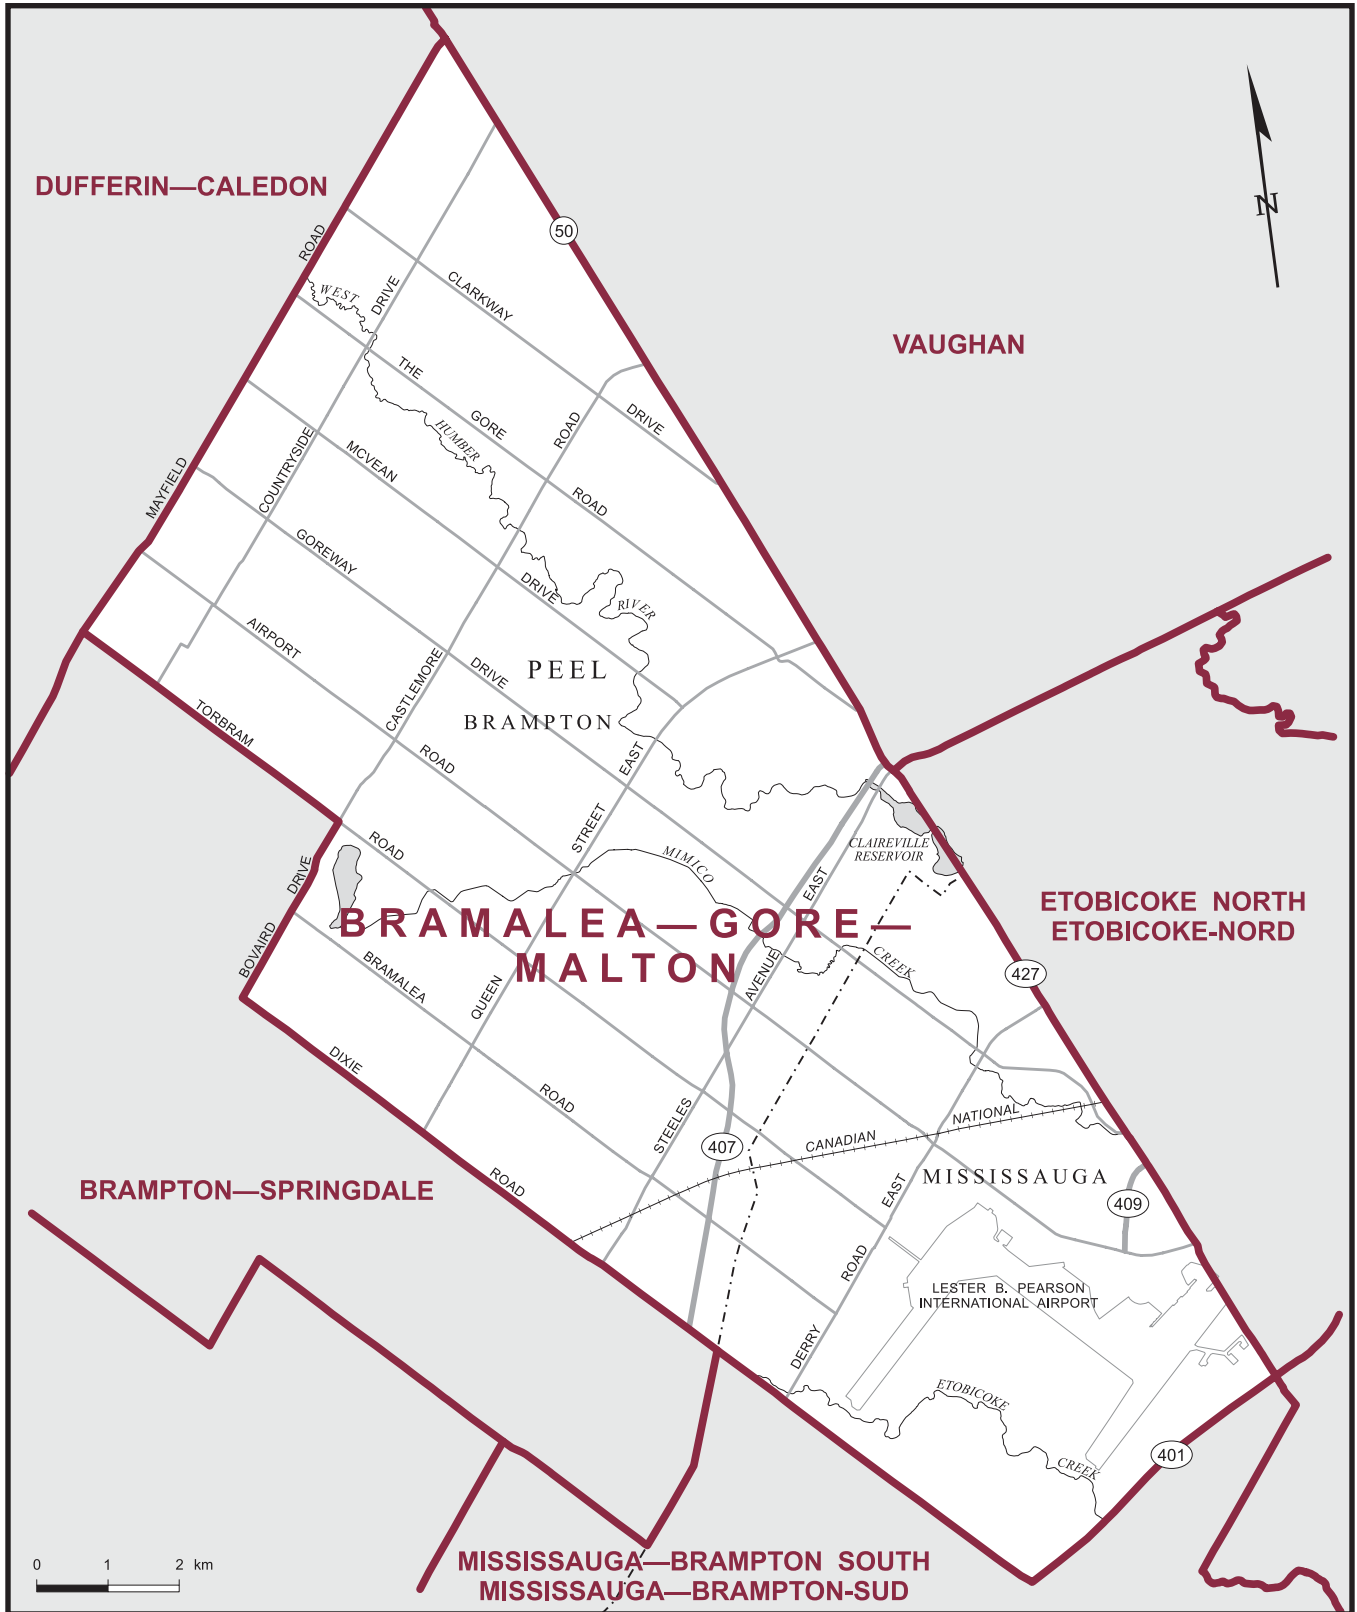 DUFFERIN—CALEDON
N
50
ROAD
WEST
DRIVE
CLARKWAY
VAUGHAN
THE
GORE
DRIVE
ROAD
HUMBER
MCVEAN
COUNTRYSIDE
MAYFIELD
ROAD
GOREWAY
DRIVE
RIVER
AIRPORT
PEEL
DRIVE
CASTLEMORE
TORBRAM
BRAMPTON
ROAD
EAST
STREET
ROAD
MIMICO
CLAIREVILLE
RESERVOIR
DRIVE
EAST
ETOBICOKE NORTH
ETOBICOKE-NORD
BRAMALEA—GORE—
MALTON
BOVAIRD
BRAMALEA
QUEEN
AVENUE
CREEK
427
DIXIE
ROAD
STEELES
407
CANADIAN
NATIONAL
BRAMPTON—SPRINGDALE
ROAD
EAST
MISSISSAUGA
409
ROAD
LESTER B. PEARSON
INTERNATIONAL AIRPORT
DERRY
ETOBICOKE
CREEK
401
0 1 2 km
MISSISSAUGA—BRAMPTON SOUTH
MISSISSAUGA—BRAMPTON-SUD